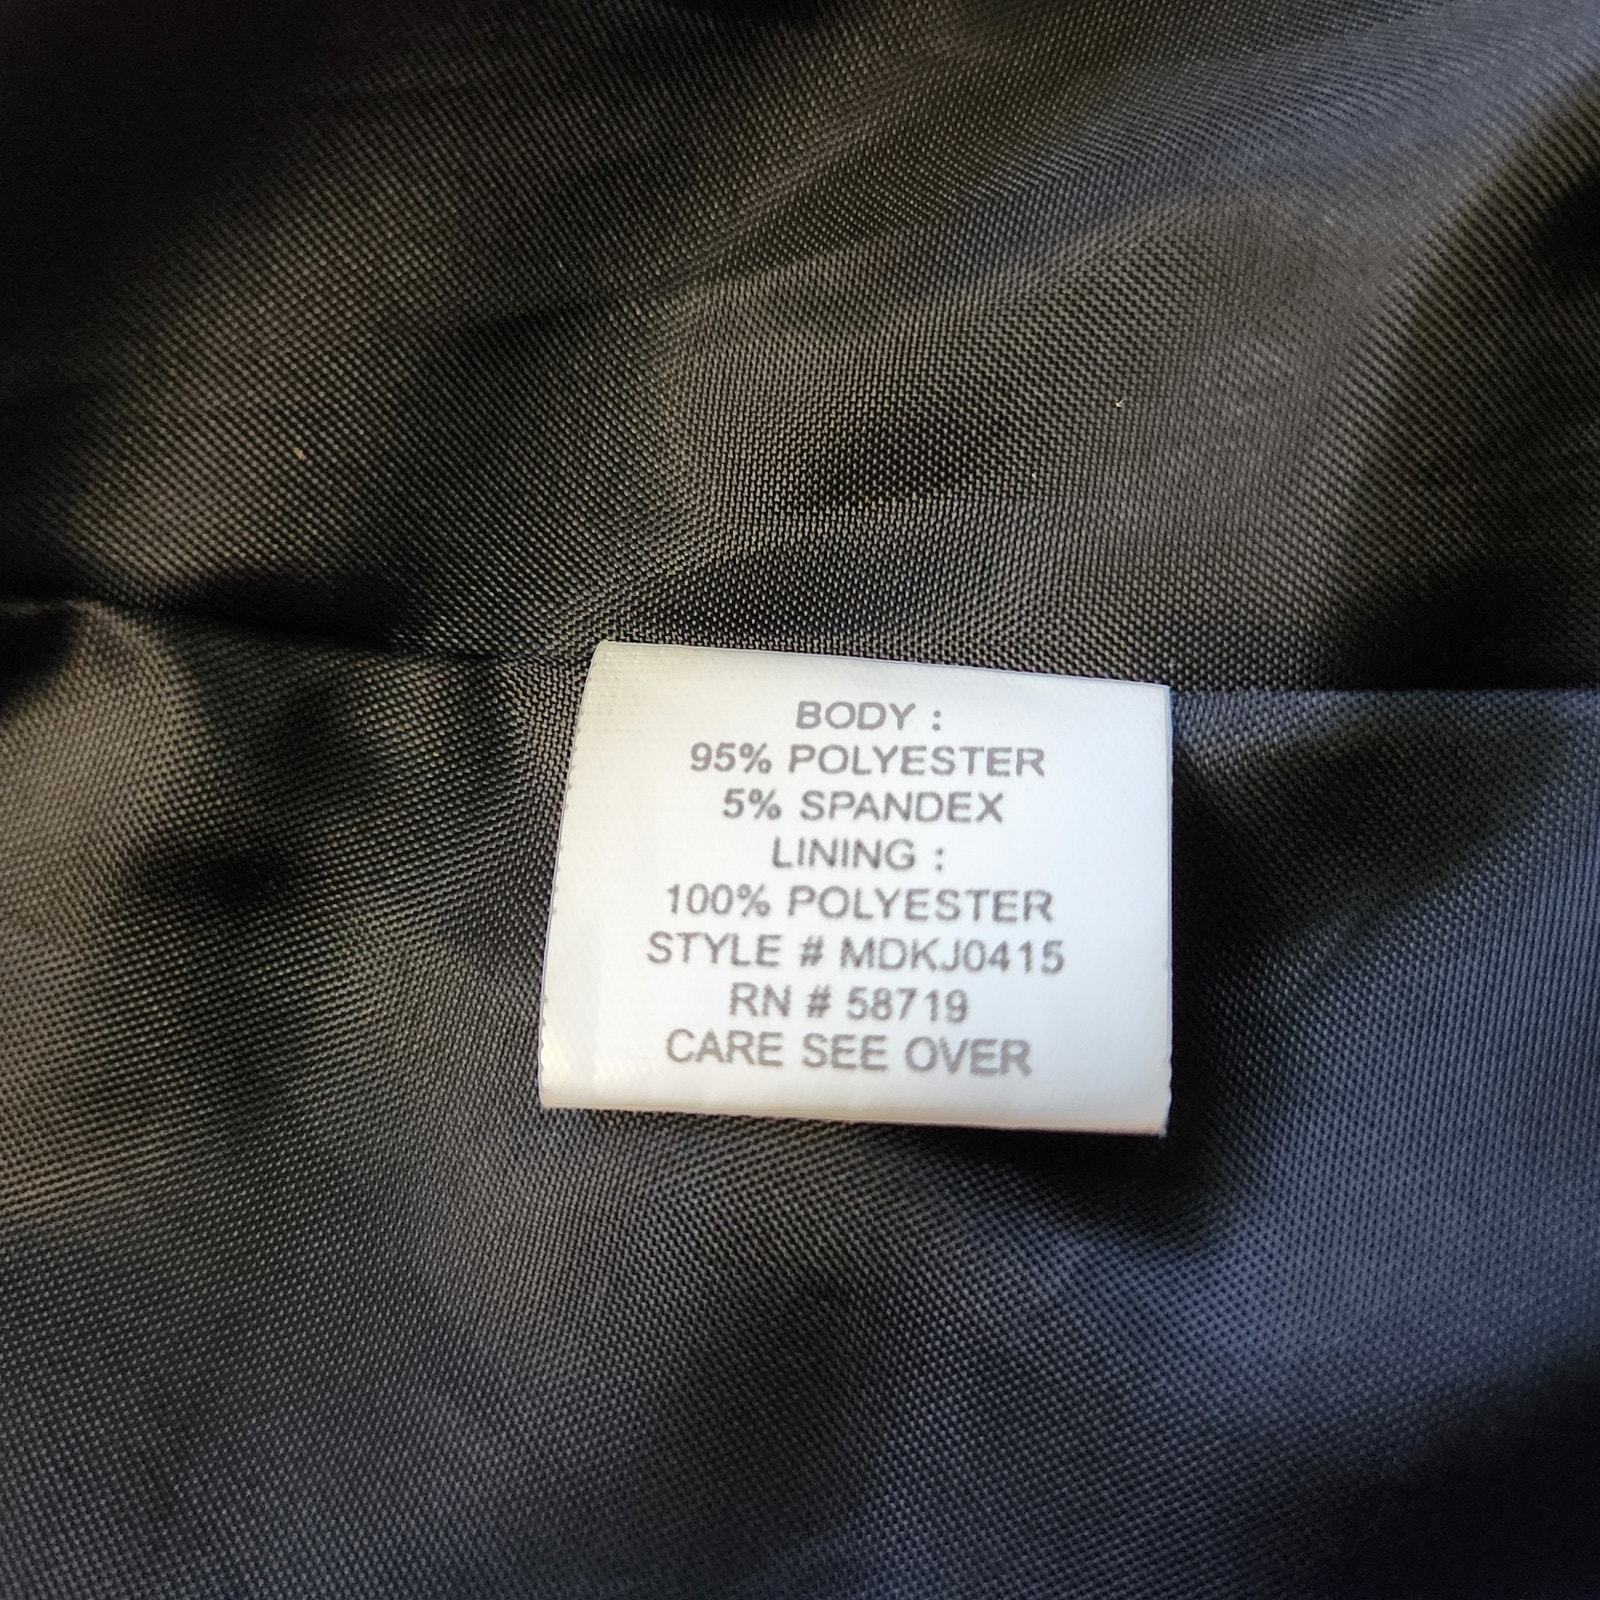 BODY :
95% POLYESTER
5% SPANDEX
LINING :
100% POLYESTER
STYLE # MDKJ0415
RN # 58719
CARE SEE OVER